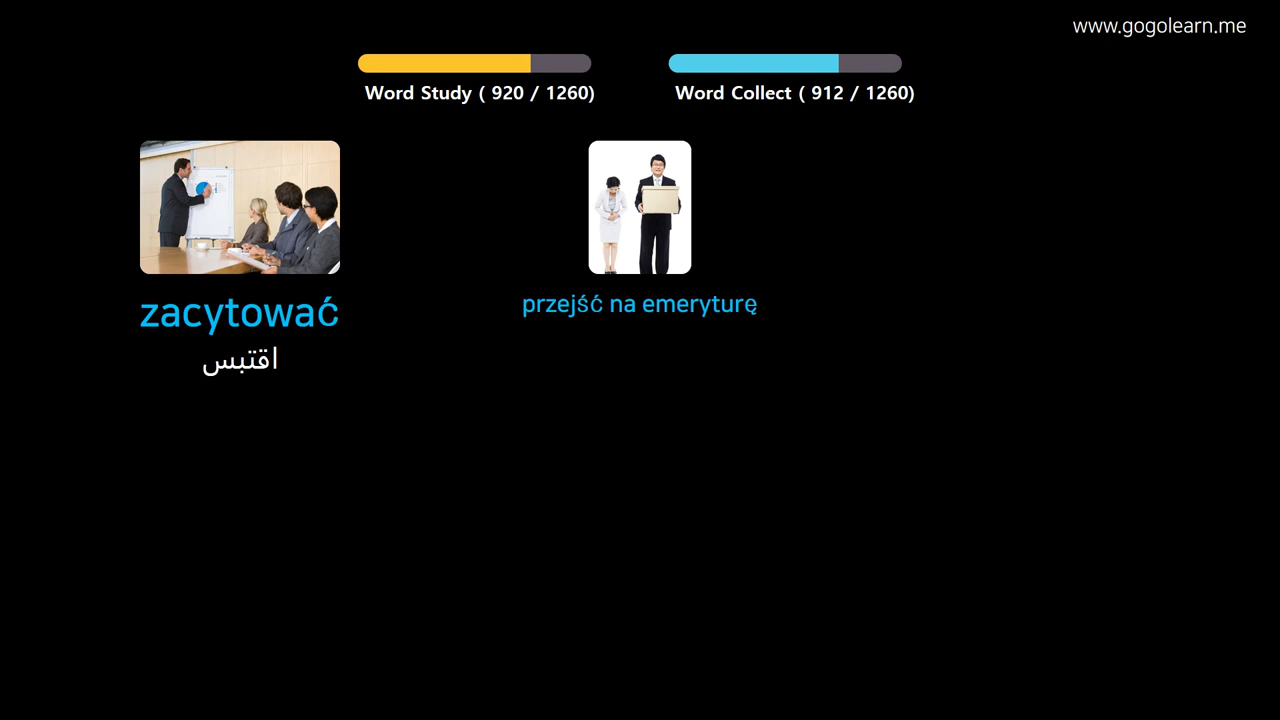 www.gogolearn.me
Word Study ( 920 / 1260)
Word Collect ( 912 / 1260)
zacytować
اقتبس
przejść na emeryturę